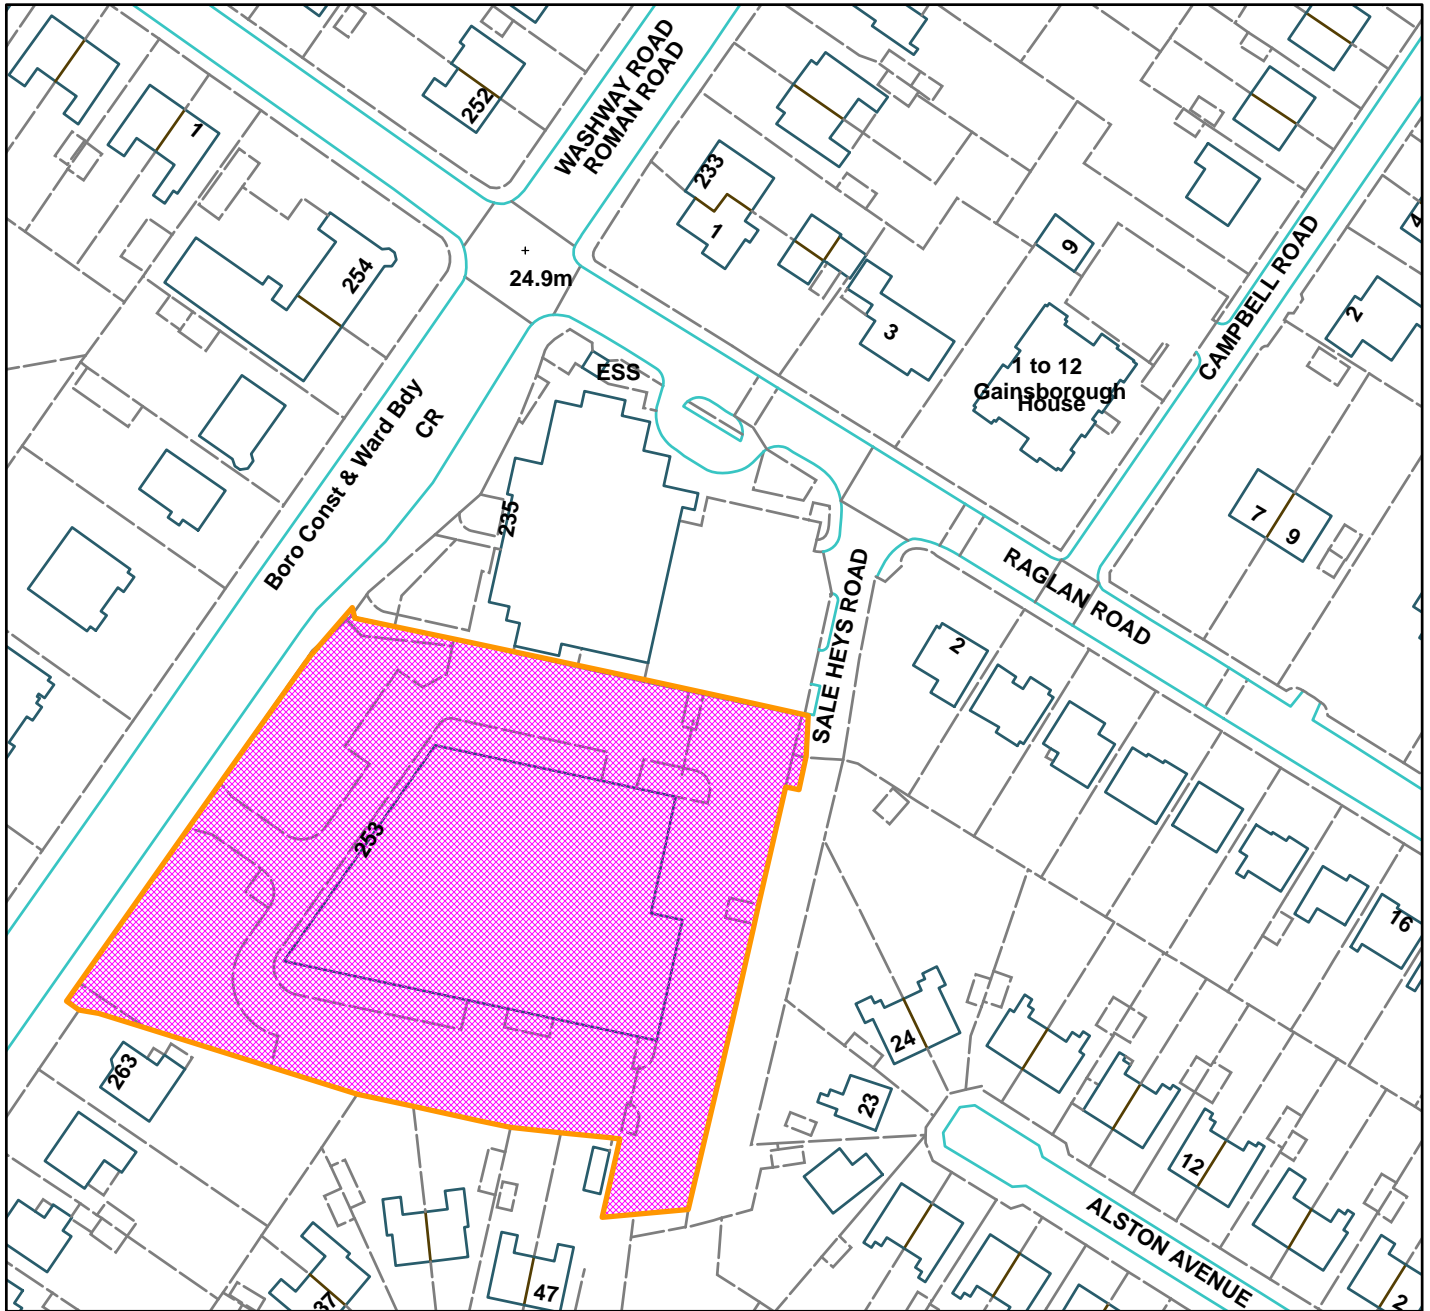 252
WASHWAY ROAD
ROMAN ROAD
1
233
1
254
24.9m
9
4
CAMPBELL ROAD
2
3
ESS
1 to 12
Gainsborough
House
Boro Const & Ward Bdy
CR
235
7
9
SALE HEYS ROAD
RAGLAN ROAD
2
253
16
24
23
263
12
ALSTON AVENUE
47
37
2